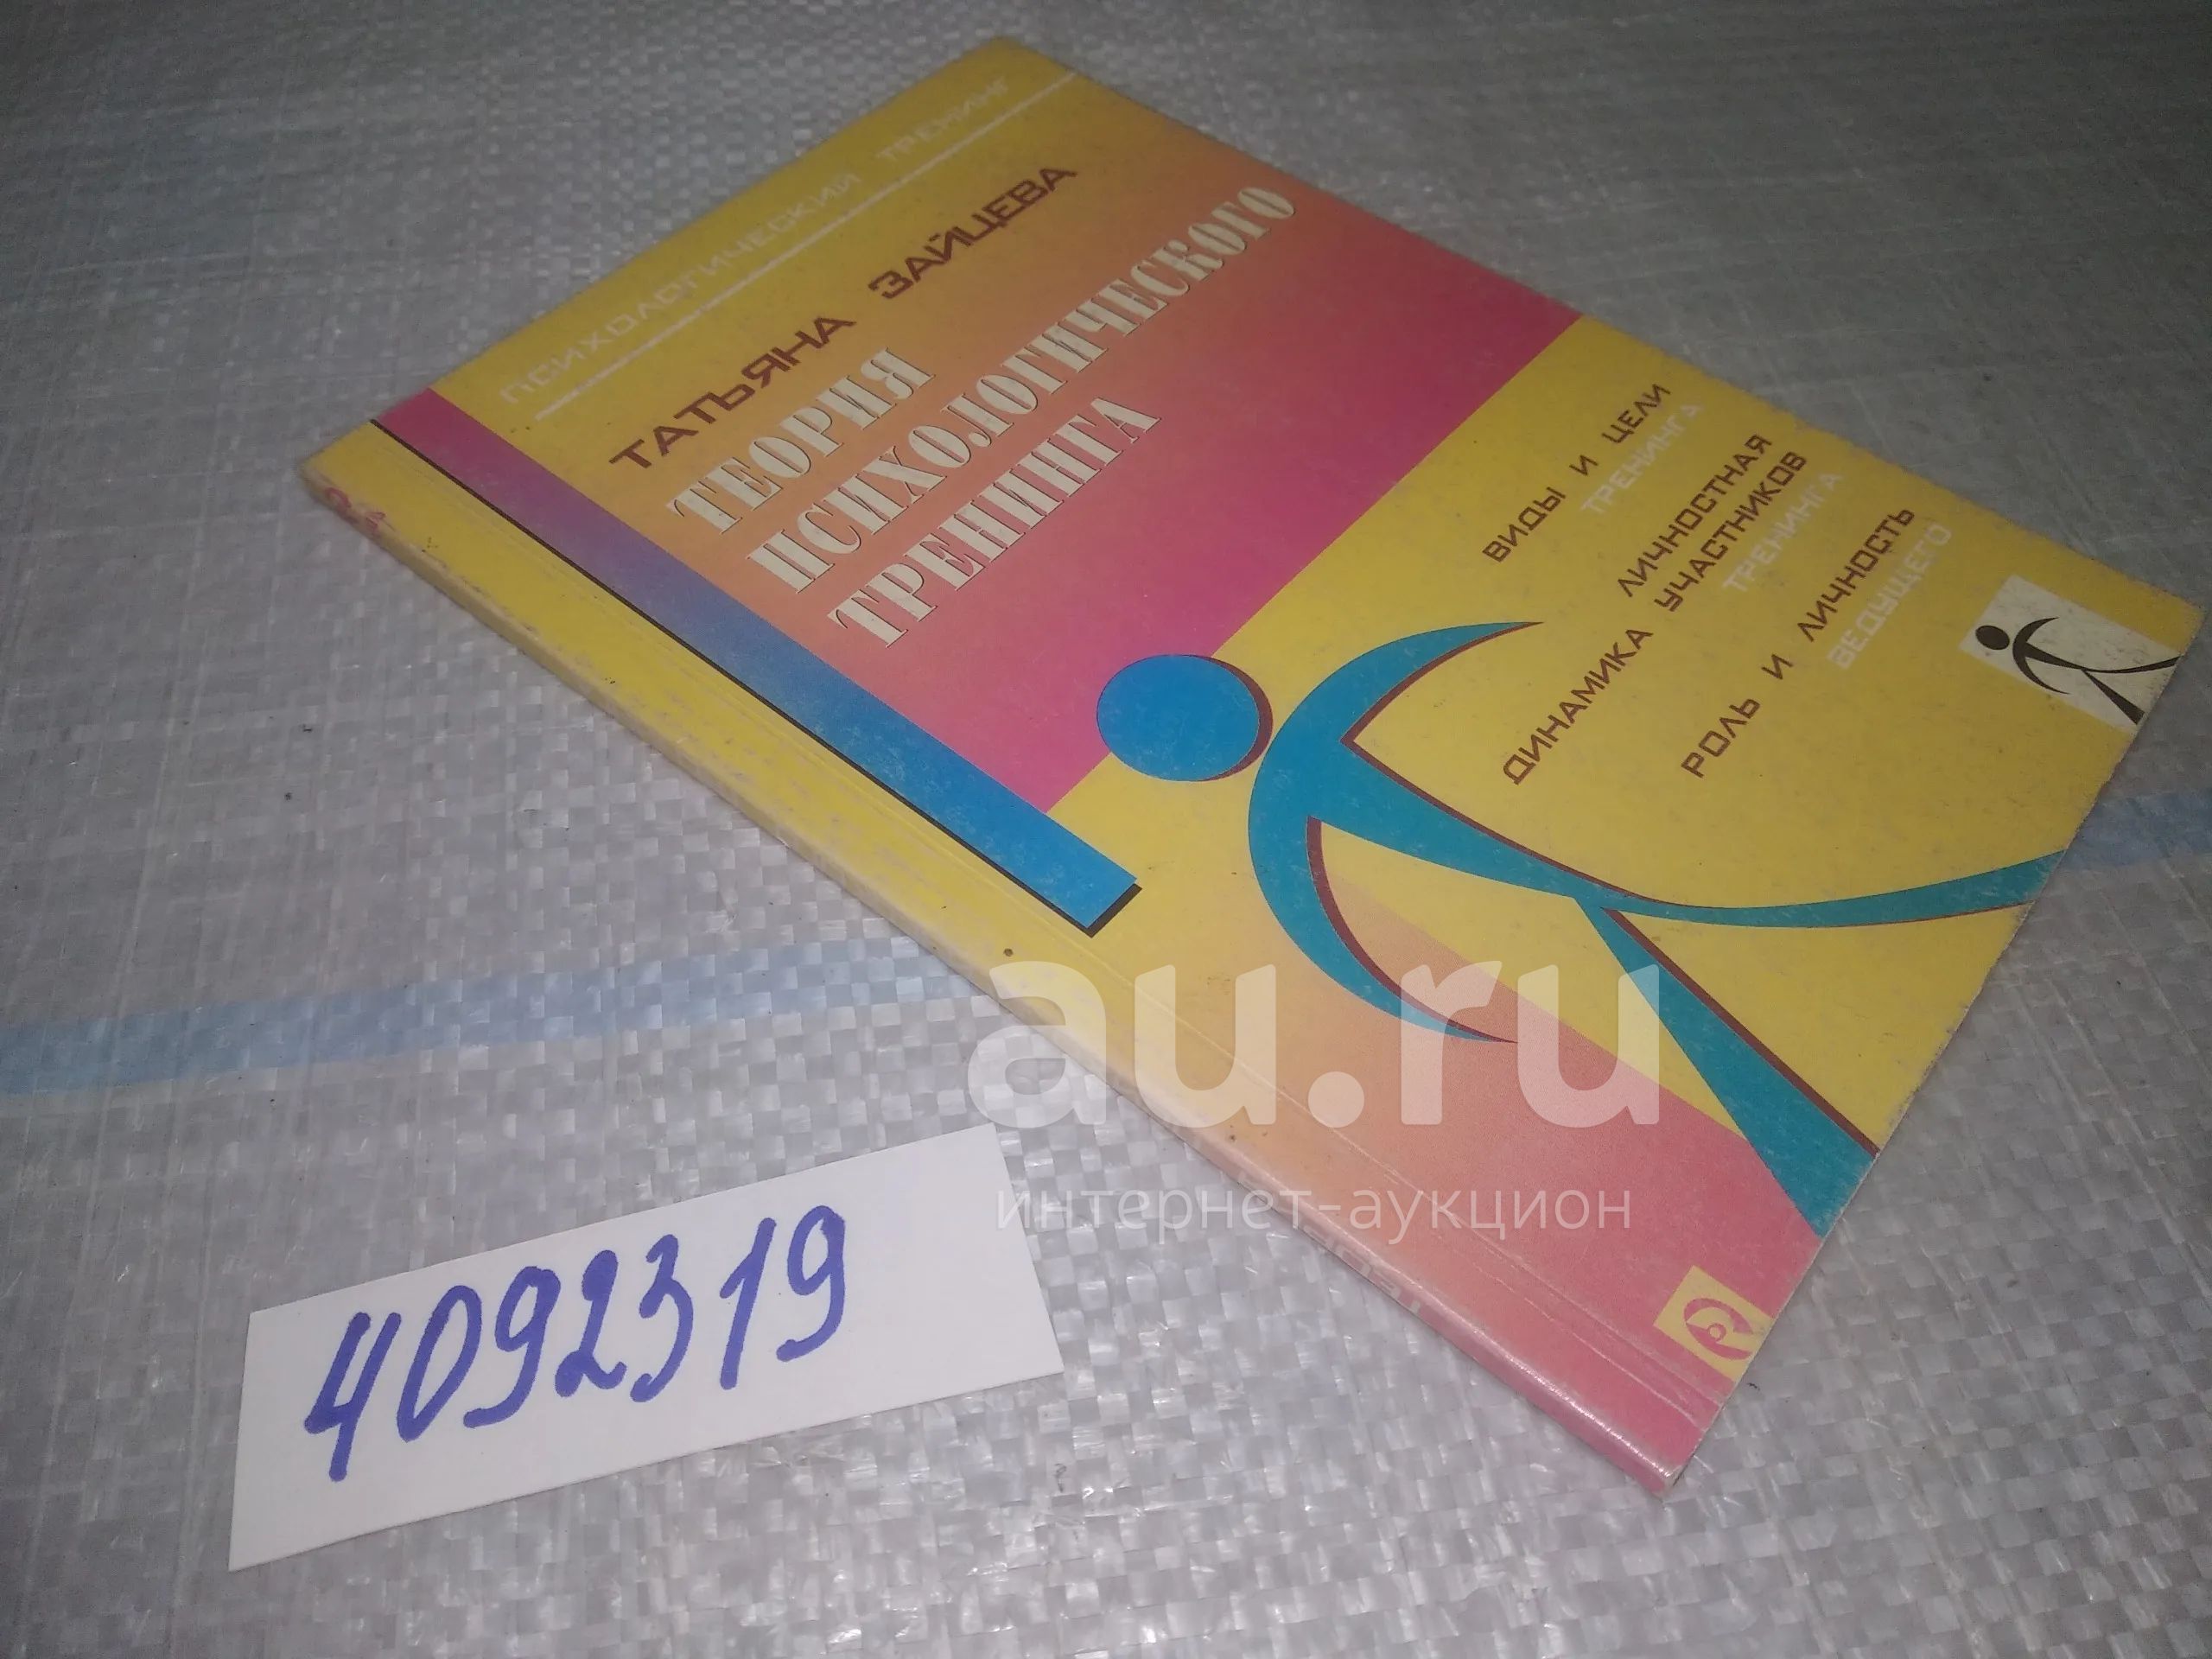 ПСИХОЛОГИЧЕСКИЙ ТРЕНИНГ
ТАТЬЯНА ЗАЙЦЕВА
ТЕОРИЯ
ПСИХОЛОГИЧЕСКОГО
ТРЕНИНГА
ВИДЫ И ЦЕЛИ
ТРЕНИНГА
ЛИЧНОСТНАЯ
ДИНАМИКА УЧАСТНИКОВ
ТРЕНИНГА
РОЛЬ И ЛИЧНОСТЬ
ВЕДУЩЕГО
au.ru
интернет-аукцион
4092319